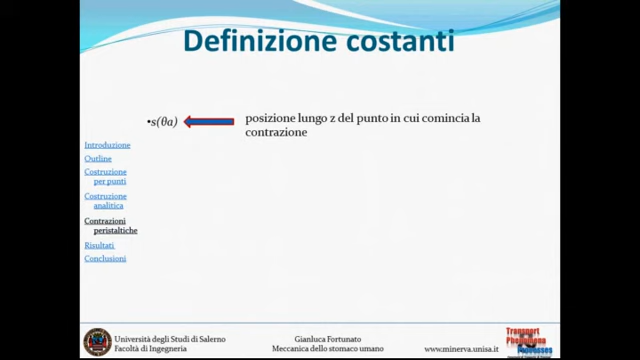 Definizione costanti
•s(θa)
posizione lungo z del punto in cui comincia la
contrazione
Introduzione
Outline
Costruzione
per punti
Costruzione
analitica
Contrazioni
peristaltiche
Risultati
Conclusioni
Università degli Studi di Salerno
Facoltà di Ingegneria
Gianluca Fortunato
Meccanica dello stomaco umano
www.minerva.unisa.it
Transport
Phenomena
Processes